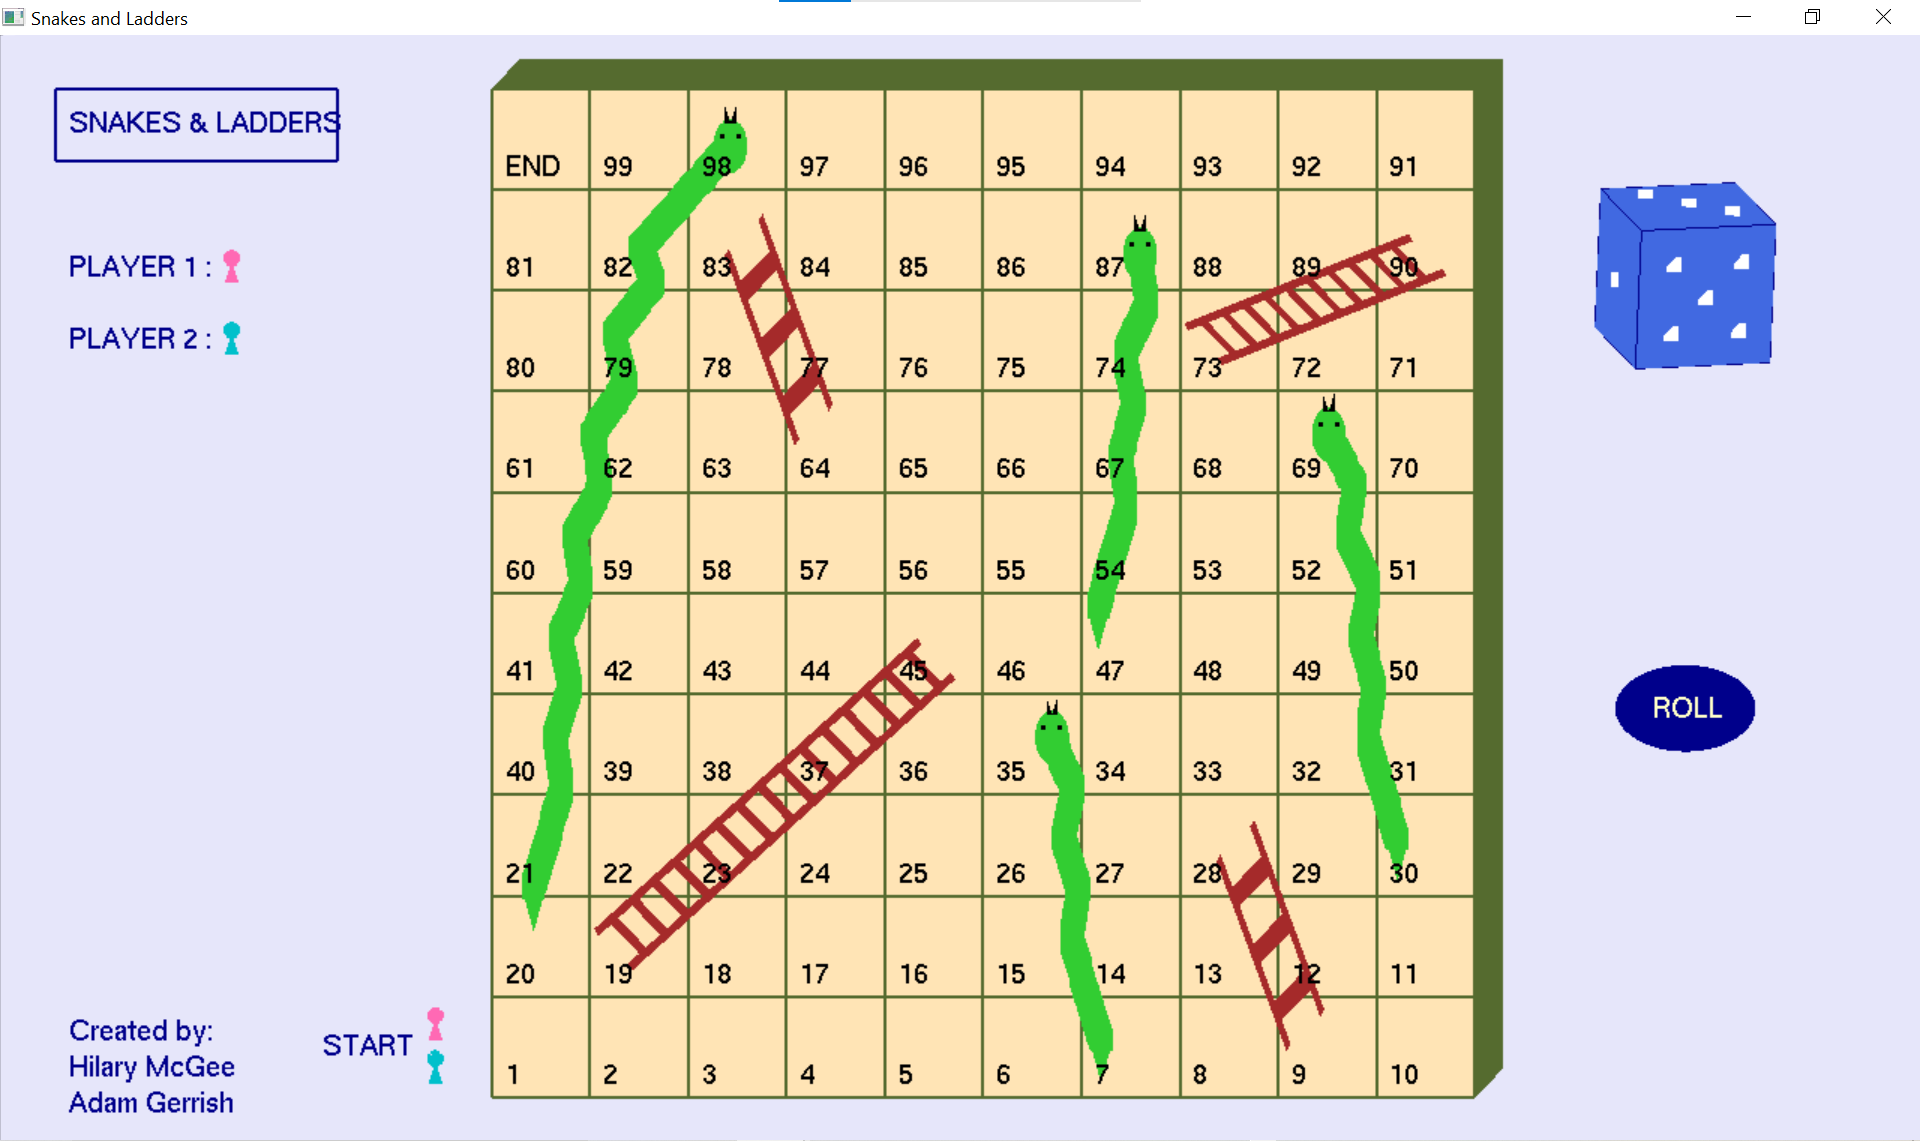 Snakes and Ladders
SNAKES & LADDERS
PLAYER 1 :
PLAYER 2 :
END 99 98 97 96 95 94 93 92 91
81 82 83 84 85 86 87 88 89 90
80 79 78 77 76 75 74 73 72 71
61 62 63 64 65 66 67 68 69 70
60 59 58 57 56 55 54 53 52 51
41 42 43 44 45 46 47 48 49 50
40 39 38 37 36 35 34 33 32 31
21 22 23 24 25 26 27 28 29 30
20 19 18 17 16 15 14 13 12 11
1 2 3 4 5 6 7 8 9 10
ROLL
START
Created by:
Hilary McGee
Adam Gerrish